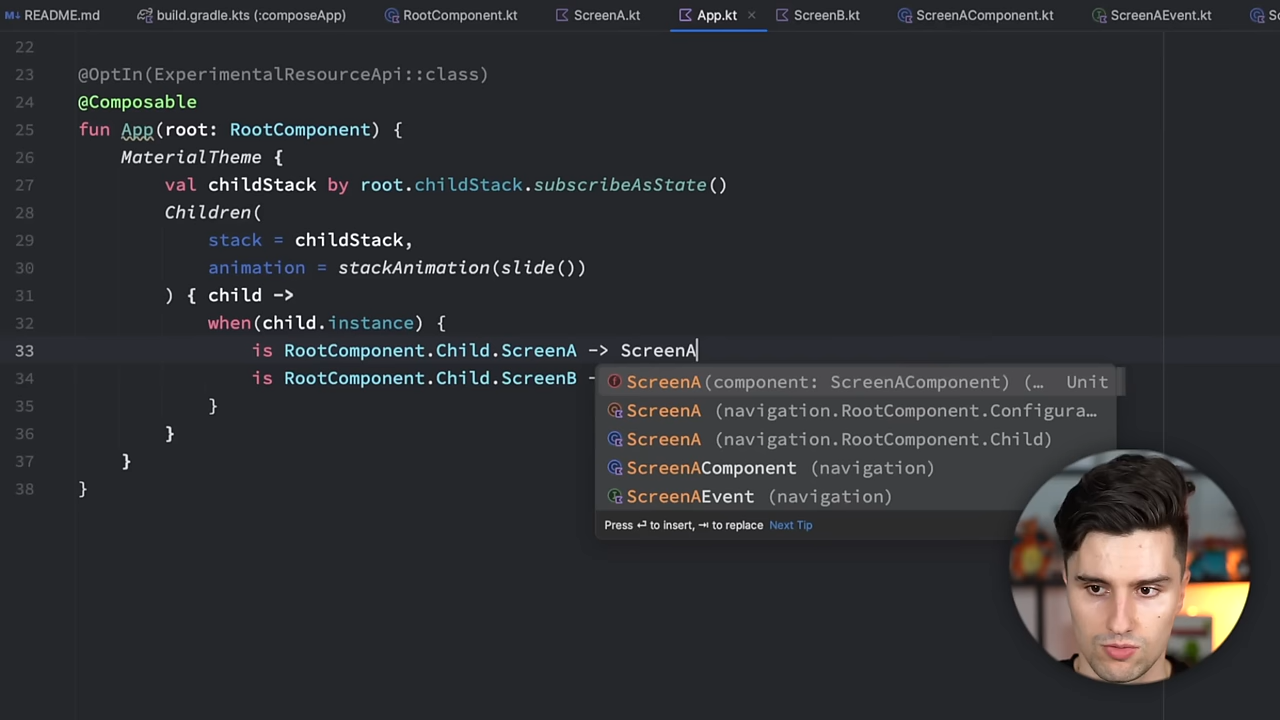 README.md build.gradle.kts (:composeApp) RootComponent.kt ScreenA.kt App.kt ScreenB.kt ScreenAComponent.kt ScreenAEvent.kt
22
23 @OptIn(ExperimentalResourceApi::class)
24 @Composable
25 fun App(root: RootComponent) {
26 MaterialTheme {
27 val childStack by root.childStack.subscribeAsState()
28 Children(
29 stack = childStack,
30 animation = stackAnimation(slide())
31 ) { child ->
32 when(child.instance) {
33 is RootComponent.Child.ScreenA -> ScreenA
34 is RootComponent.Child.ScreenB -
35 }
36 }
37 }
38 }
ScreenA(component: ScreenAComponent) (… Unit
ScreenA (navigation.RootComponent.Configura…
ScreenA (navigation.RootComponent.Child)
ScreenAComponent (navigation)
ScreenAEvent (navigation)
Press ⏎ to insert, ⇥ to replace Next Tip